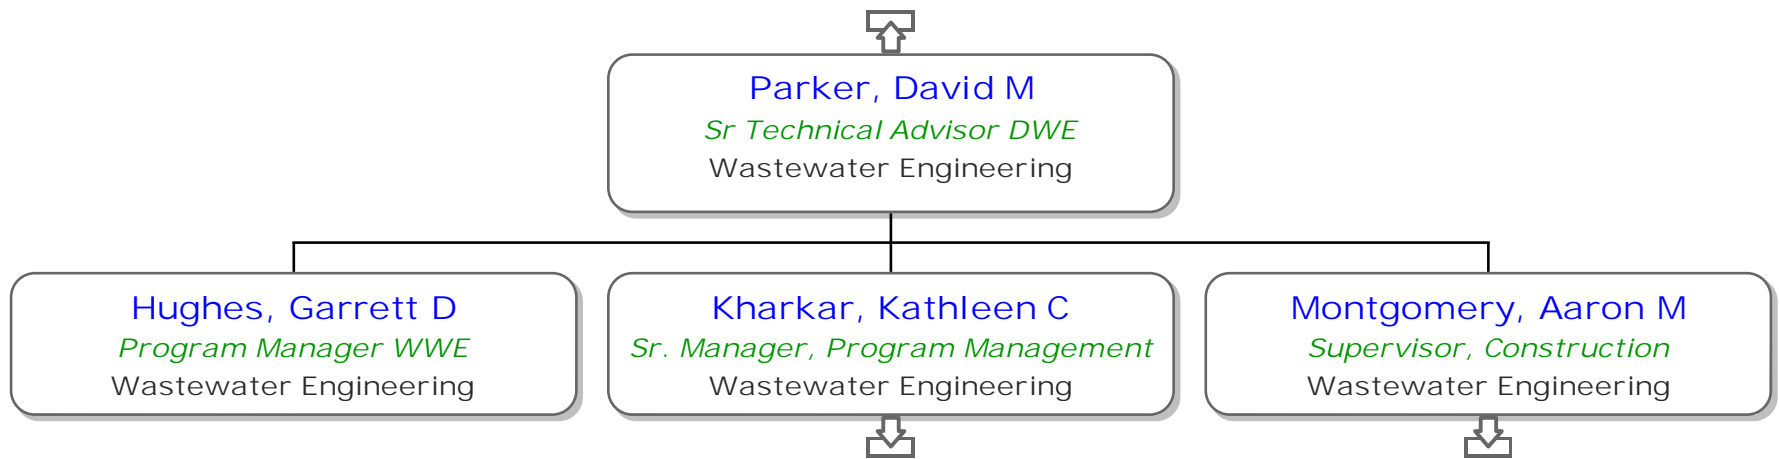 Parker, David M
Sr Technical Advisor DWE
Wastewater Engineering
Hughes, Garrett D
Program Manager WWE
Wastewater Engineering
Kharkar, Kathleen C
Sr. Manager, Program Management
Wastewater Engineering
Montgomery, Aaron M
Supervisor, Construction
Wastewater Engineering